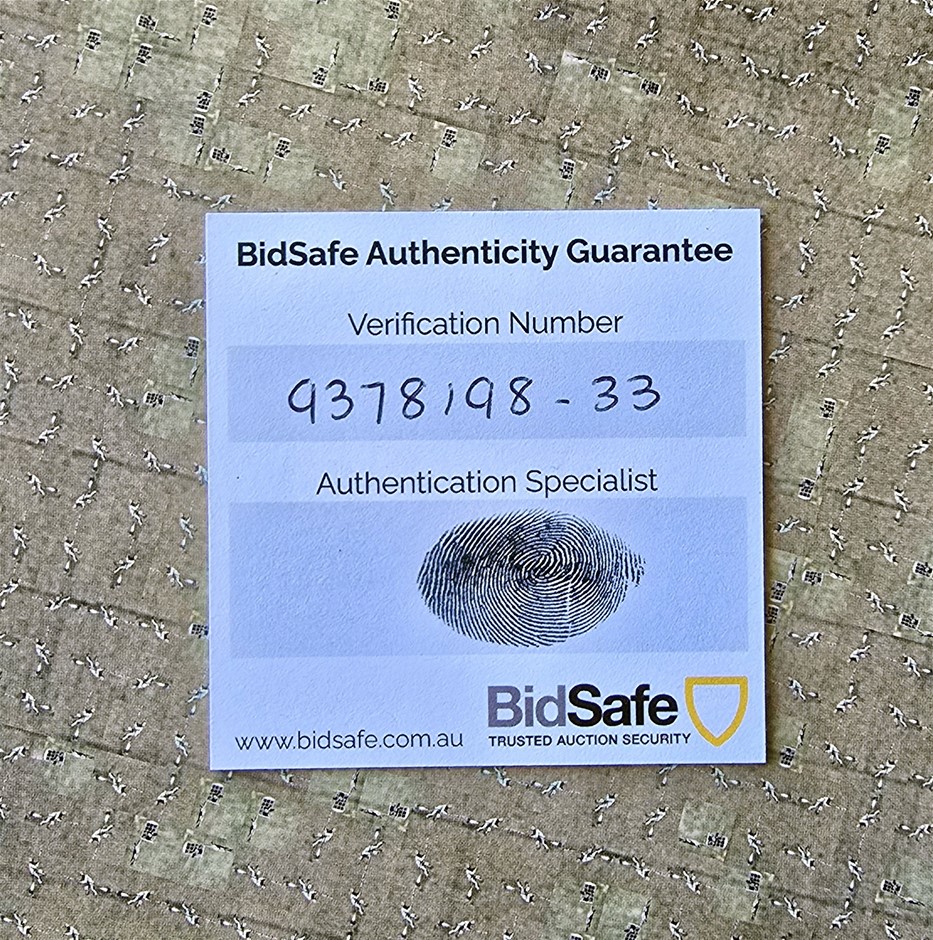 BidSafe Authenticity Guarantee
Verification Number
9378198-33
Authentication Specialist
BidSafe
TRUSTED AUCTION SECURITY
www.bidsafe.com.au